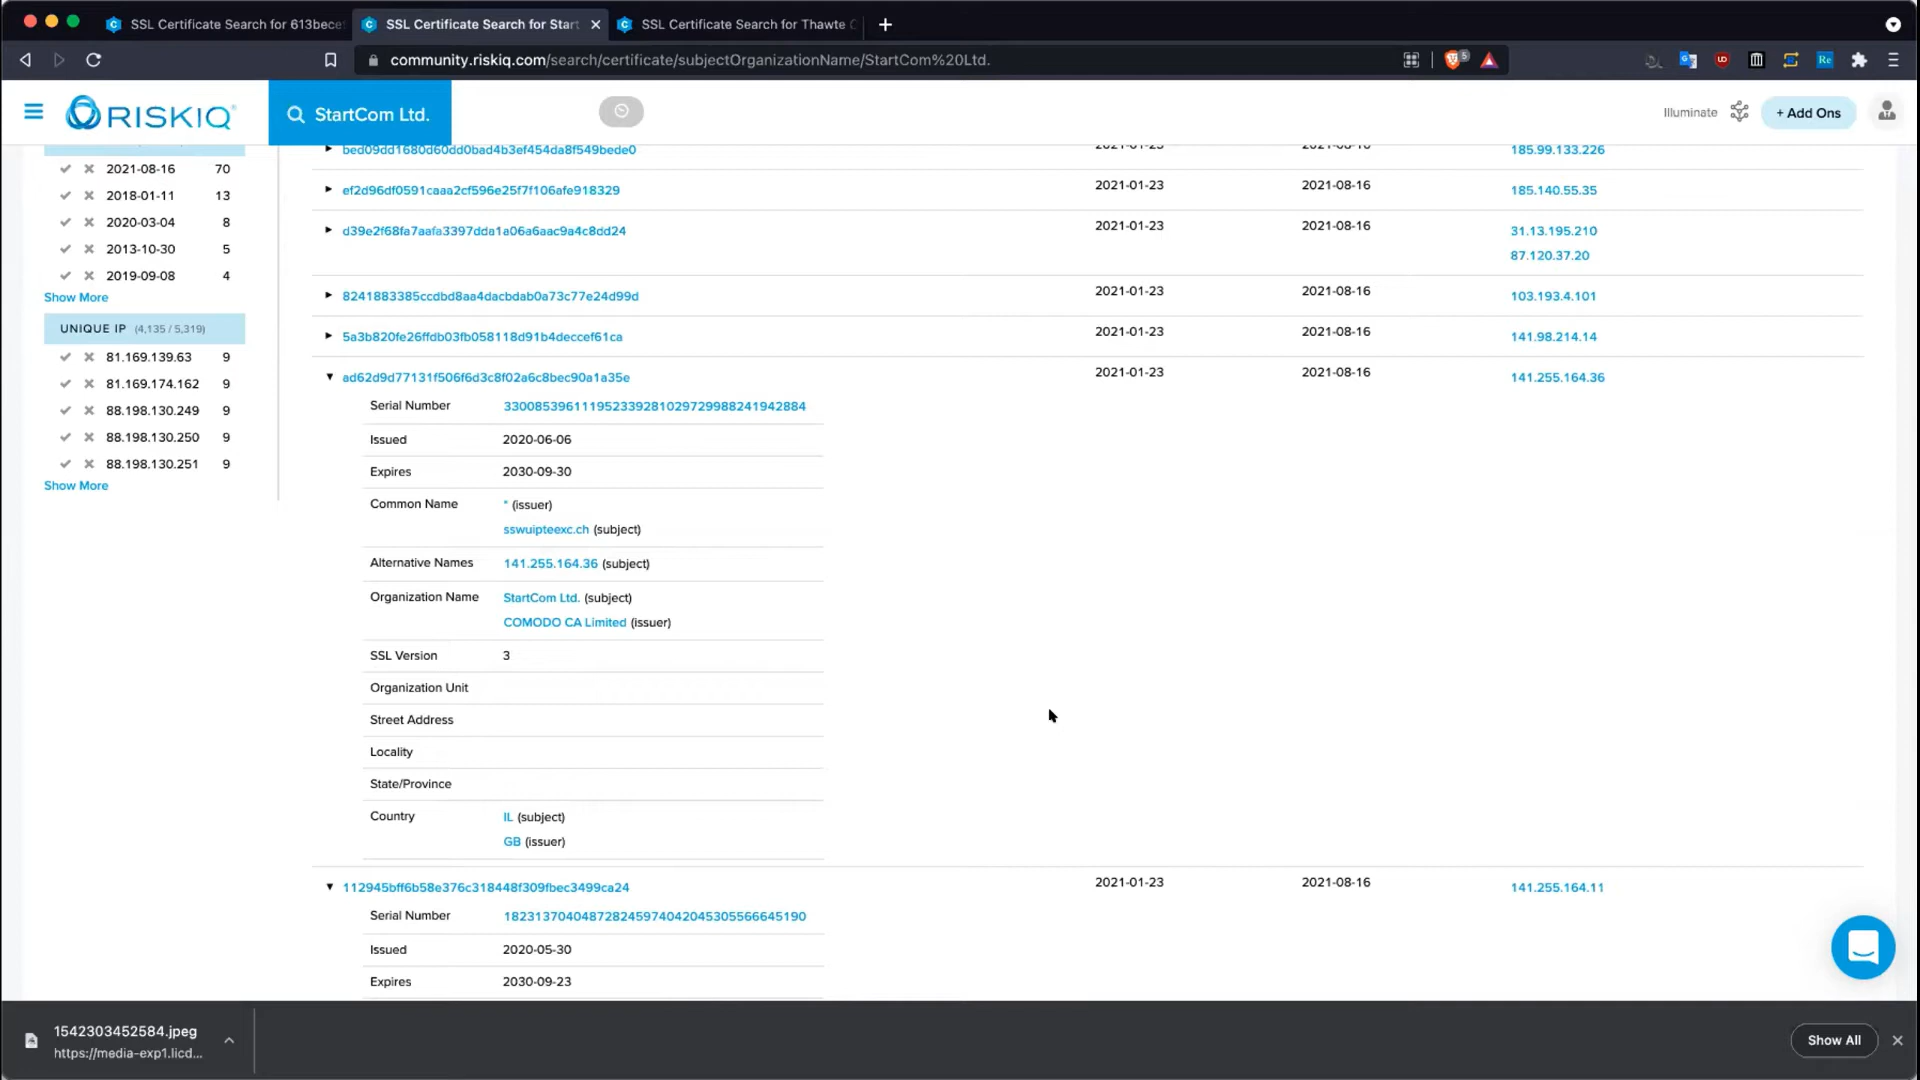 SSL Certificate Search for 613bece
SSL Certificate Search for Start
SSL Certificate Search for Thawte C
community.riskiq.com/search/certificate/subjectOrganizationName/StartCom%20Ltd.
5
Re
RISKIQ
StartCom Ltd.
Illuminate
+ Add Ons
2021-08-16 70
2018-01-11 13
2020-03-04 8
2013-10-30 5
2019-09-08 4
Show More
UNIQUE IP (4,135 / 5,319)
81.169.139.63 9
81.169.174.162 9
88.198.130.249 9
88.198.130.250 9
88.198.130.251 9
Show More
bed09dd1680d60dd0bad4b3ef454da8f549bede0 2021-01-23 2021-08-16 185.99.133.226
ef2d96df0591caaa2cf596e25f7f106afe918329 2021-01-23 2021-08-16 185.140.55.35
d39e2f68fa7aafa3397dda1a06a6aac9a4c8dd24 2021-01-23 2021-08-16 31.13.195.210
87.120.37.20
8241883385ccdbd8aa4dacbdab0a73c77e24d99d 2021-01-23 2021-08-16 103.193.4.101
5a3b820fe26ffdb03fb058118d91b4deccef61ca 2021-01-23 2021-08-16 141.98.214.14
ad62d9d77131f506f6d3c8f02a6c8bec90a1a35e 2021-01-23 2021-08-16 141.255.164.36
Serial Number 330085396111952339281029729988241942884
Issued 2020-06-06
Expires 2030-09-30
Common Name * (issuer)
sswuipteexc.ch (subject)
Alternative Names 141.255.164.36 (subject)
Organization Name StartCom Ltd. (subject)
COMODO CA Limited (issuer)
SSL Version 3
Organization Unit
Street Address
Locality
State/Province
Country IL (subject)
GB (issuer)
112945bff6b58e376c318448f309fbec3499ca24 2021-01-23 2021-08-16 141.255.164.11
Serial Number 182313704048728245974042045305566645190
Issued 2020-05-30
Expires 2030-09-23
1542303452584.jpeg
https://media-exp1.licd...
Show All